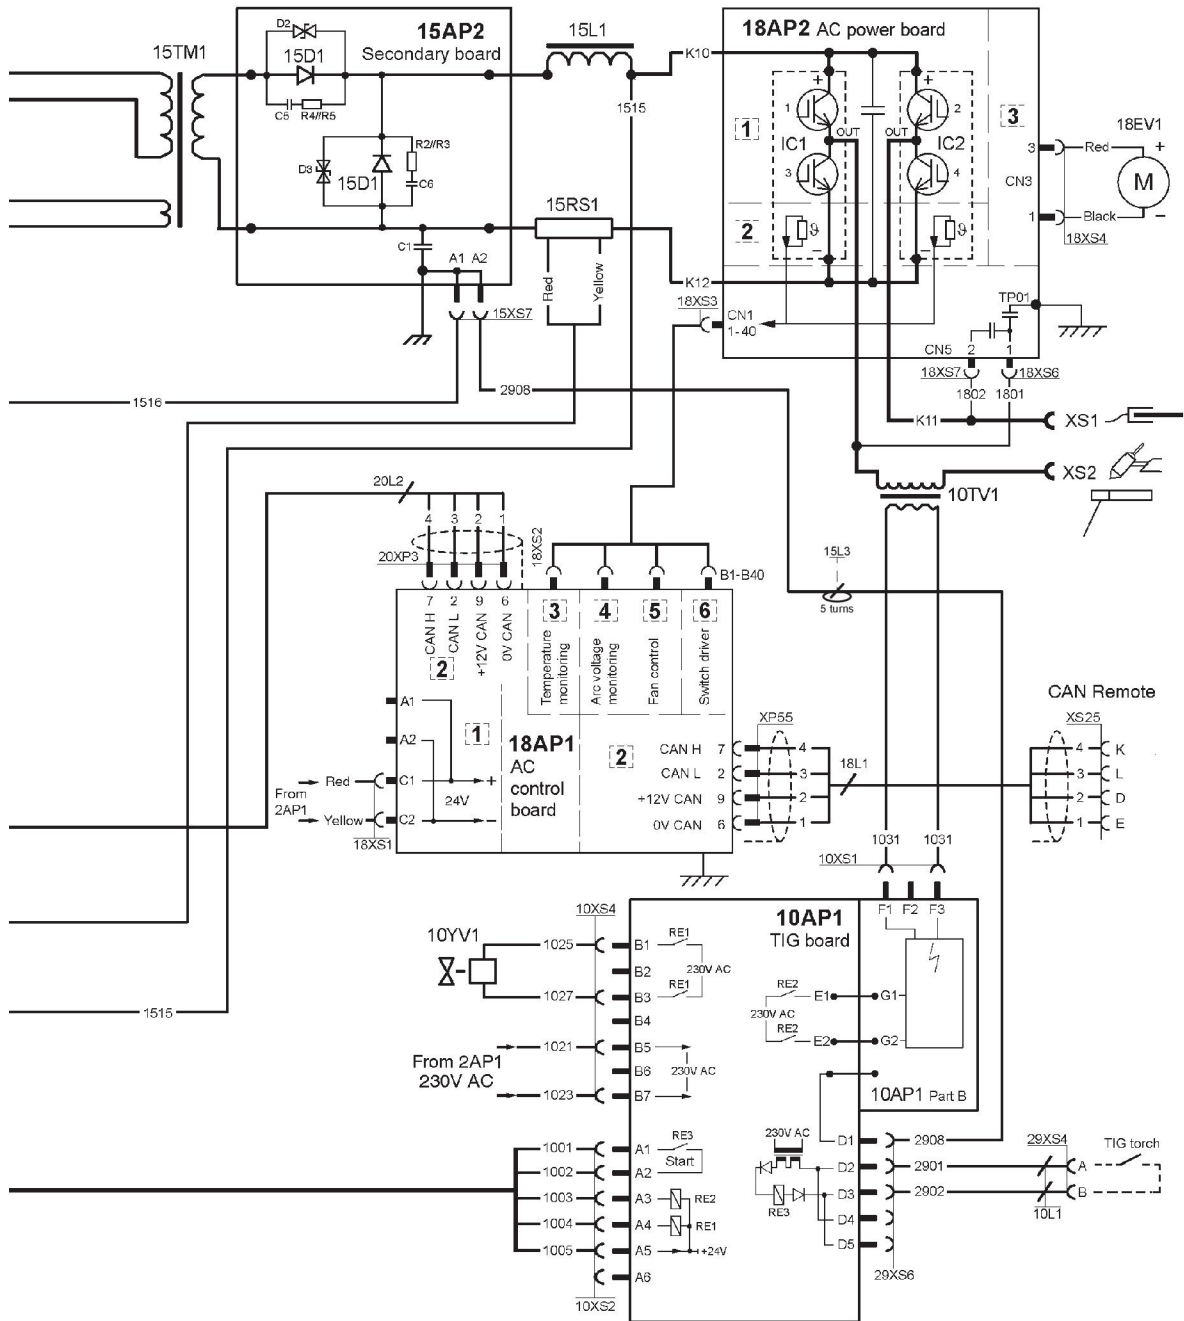 15TM1
D2
15D1
C5 R4//R5
15AP2
Secondary board
D3
15D1
R2//R3
C6
C1
A1 A2
15XS7
1516
2908
15L1
1515
15RS1
Red
Yellow
K10
K12
18AP2 AC power board
1
2
3
IC1
IC2
1
2
3
4
+
+
OUT
OUT
ϑ
ϑ
−
−
18XS3
CN1
1-40
3
CN3
1
Red
Black
18EV1
+
M
−
18XS4
TP01
CN5 2 1
18XS7
18XS6
1802
1801
K11
XS1
XS2
10TV1
20L2
4 3 2 1
20XP3
7 2 9 6
CAN H
CAN L
+12V CAN
0V CAN
18XS2
B1-B40
2
3
4
5
6
Temperature monitoring
Arc voltage monitoring
Fan control
Switch driver
A1
A2
C1
C2
+
24V
−
1
18AP1
AC
control
board
2
From
2AP1
Red
Yellow
18XS1
CAN H 7
CAN L 2
+12V CAN 9
0V CAN 6
XP55
4
3
2
1
18L1
15L3
5 turns
CAN Remote
XS25
4 K
3 L
2 D
1 E
1031
1031
10XS1
F1 F2 F3
10AP1
TIG board
10XS4
10YV1
1025
1027
1021
1023
B1
B2
B3
B4
B5
B6
B7
RE1
230V AC
RE1
230V AC
From 2AP1
230V AC
RE2
230V AC
RE2
E1
E2
G1
G2
10AP1 Part B
1001
1002
1003
1004
1005
A1
A2
A3
A4
A5
A6
RE3
Start
RE2
RE1
+24V
10XS2
230V AC
RE3
D1
D2
D3
D4
D5
2908
2901
2902
29XS6
29XS4
10L1
TIG torch
A
B